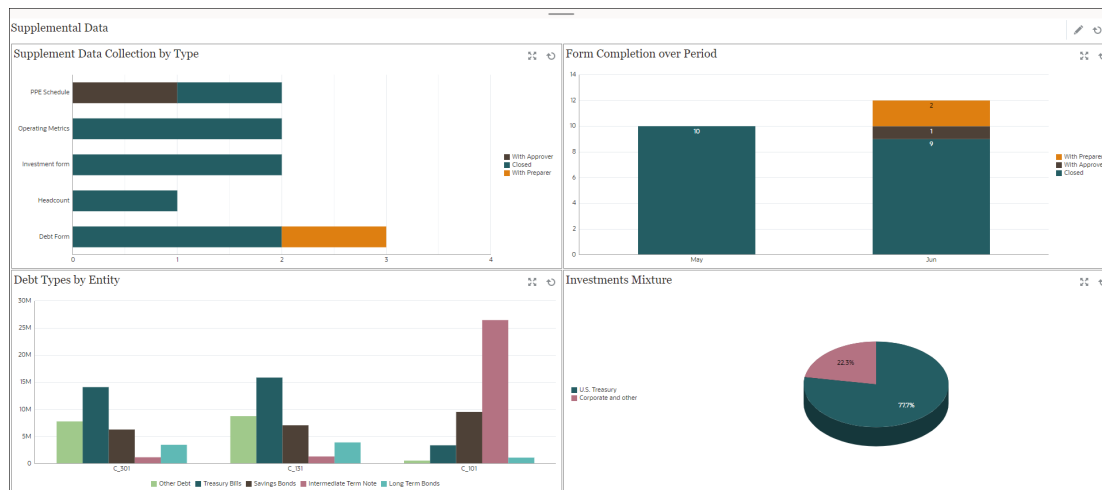 Supplemental Data
Supplement Data Collection by Type
PPE Schedule
Operating Metrics
Investment form
Headcount
Debt Form
0 1 2 3 4
With Approver
Closed
With Preparer
Form Completion over Period
14
12
10
8
6
4
2
0
10
2
1
9
May Jun
With Preparer
With Approve
Closed
Debt Types by Entity
30M
25M
20M
15M
10M
5M
0
C_301 C_131 C_101
Other Debt Treasury Bills Savings Bonds Intermediate Term Note Long Term Bonds
Investments Mixture
U.S. Treasury
Corporate and other
22.3%
77.7%